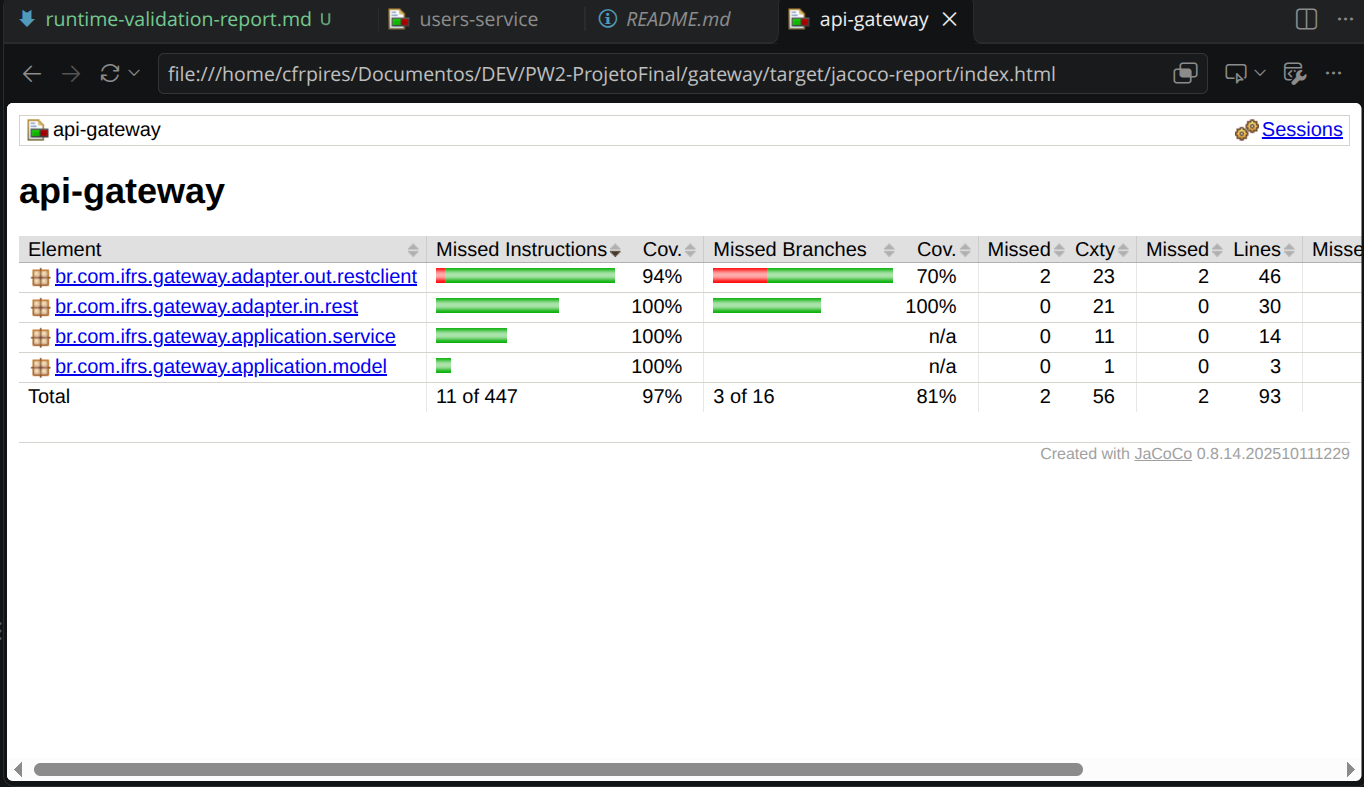 runtime-validation-report.md U users-service README.md api-gateway
file:///home/cfrpires/Documentos/DEV/PW2-ProjetoFinal/gateway/target/jacoco-report/index.html
api-gateway Sessions
api-gateway
Element Missed Instructions Cov. Missed Branches Cov. Missed Cxty Missed Lines Misse
br.com.ifrs.gateway.adapter.out.restclient 94% 70% 2 23 2 46
br.com.ifrs.gateway.adapter.in.rest 100% 100% 0 21 0 30
br.com.ifrs.gateway.application.service 100% n/a 0 11 0 14
br.com.ifrs.gateway.application.model 100% n/a 0 1 0 3
Total 11 of 447 97% 3 of 16 81% 2 56 2 93
Created with JaCoCo 0.8.14.202510111229